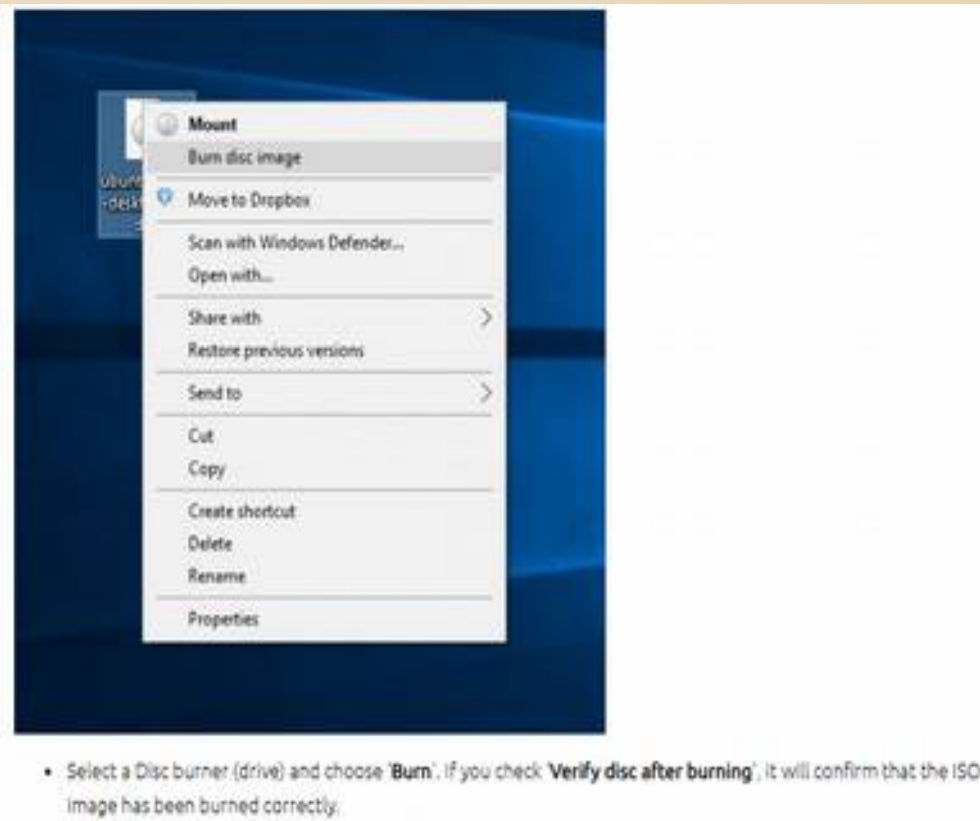 Mount
Burn disc image
Move to Dropbox
Scan with Windows Defender...
Open with...
Share with
Restore previous versions
Send to
Cut
Copy
Create shortcut
Delete
Rename
Properties
• Select a Disc burner (drive) and choose 'Burn'. If you check 'Verify disc after burning', it will confirm that the ISO
image has been burned correctly.